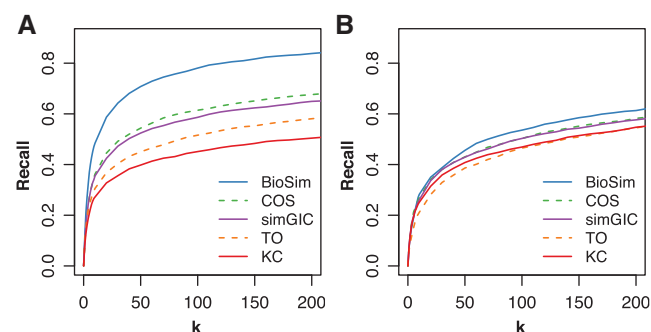 A
Recall
0.0
0.2
0.4
0.6
0.8
BioSim
COS
simGIC
TO
KC
0
50
100
150
200
k
B
Recall
0.0
0.2
0.4
0.6
0.8
BioSim
COS
simGIC
TO
KC
0
50
100
150
200
k